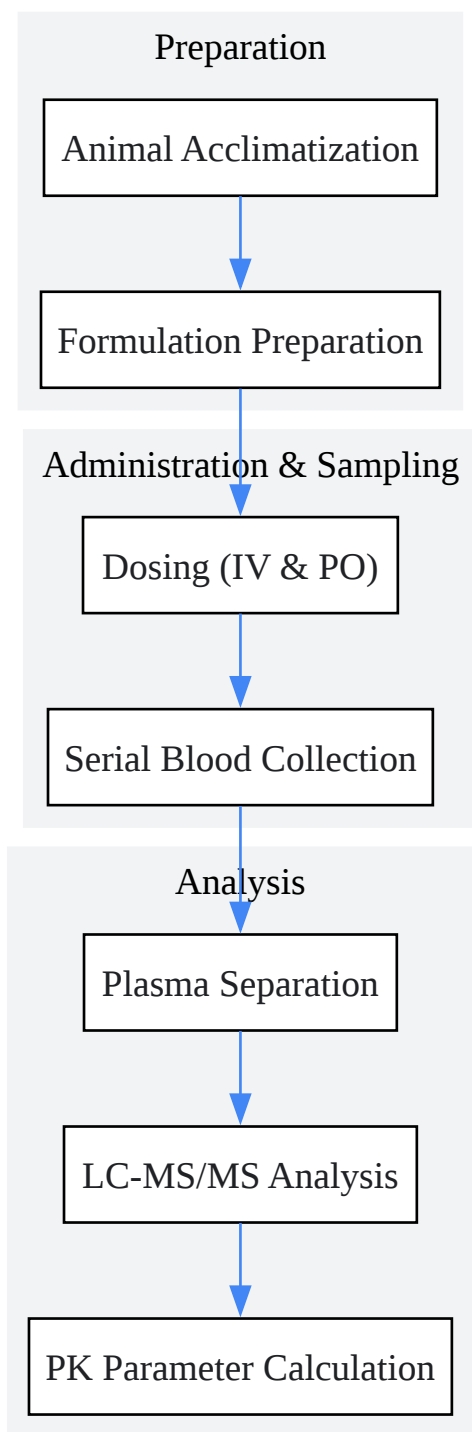 Preparation
Animal Acclimatization
Formulation Preparation
Administration & Sampling
Dosing (IV & PO)
Serial Blood Collection
Analysis
Plasma Separation
LC-MS/MS Analysis
PK Parameter Calculation